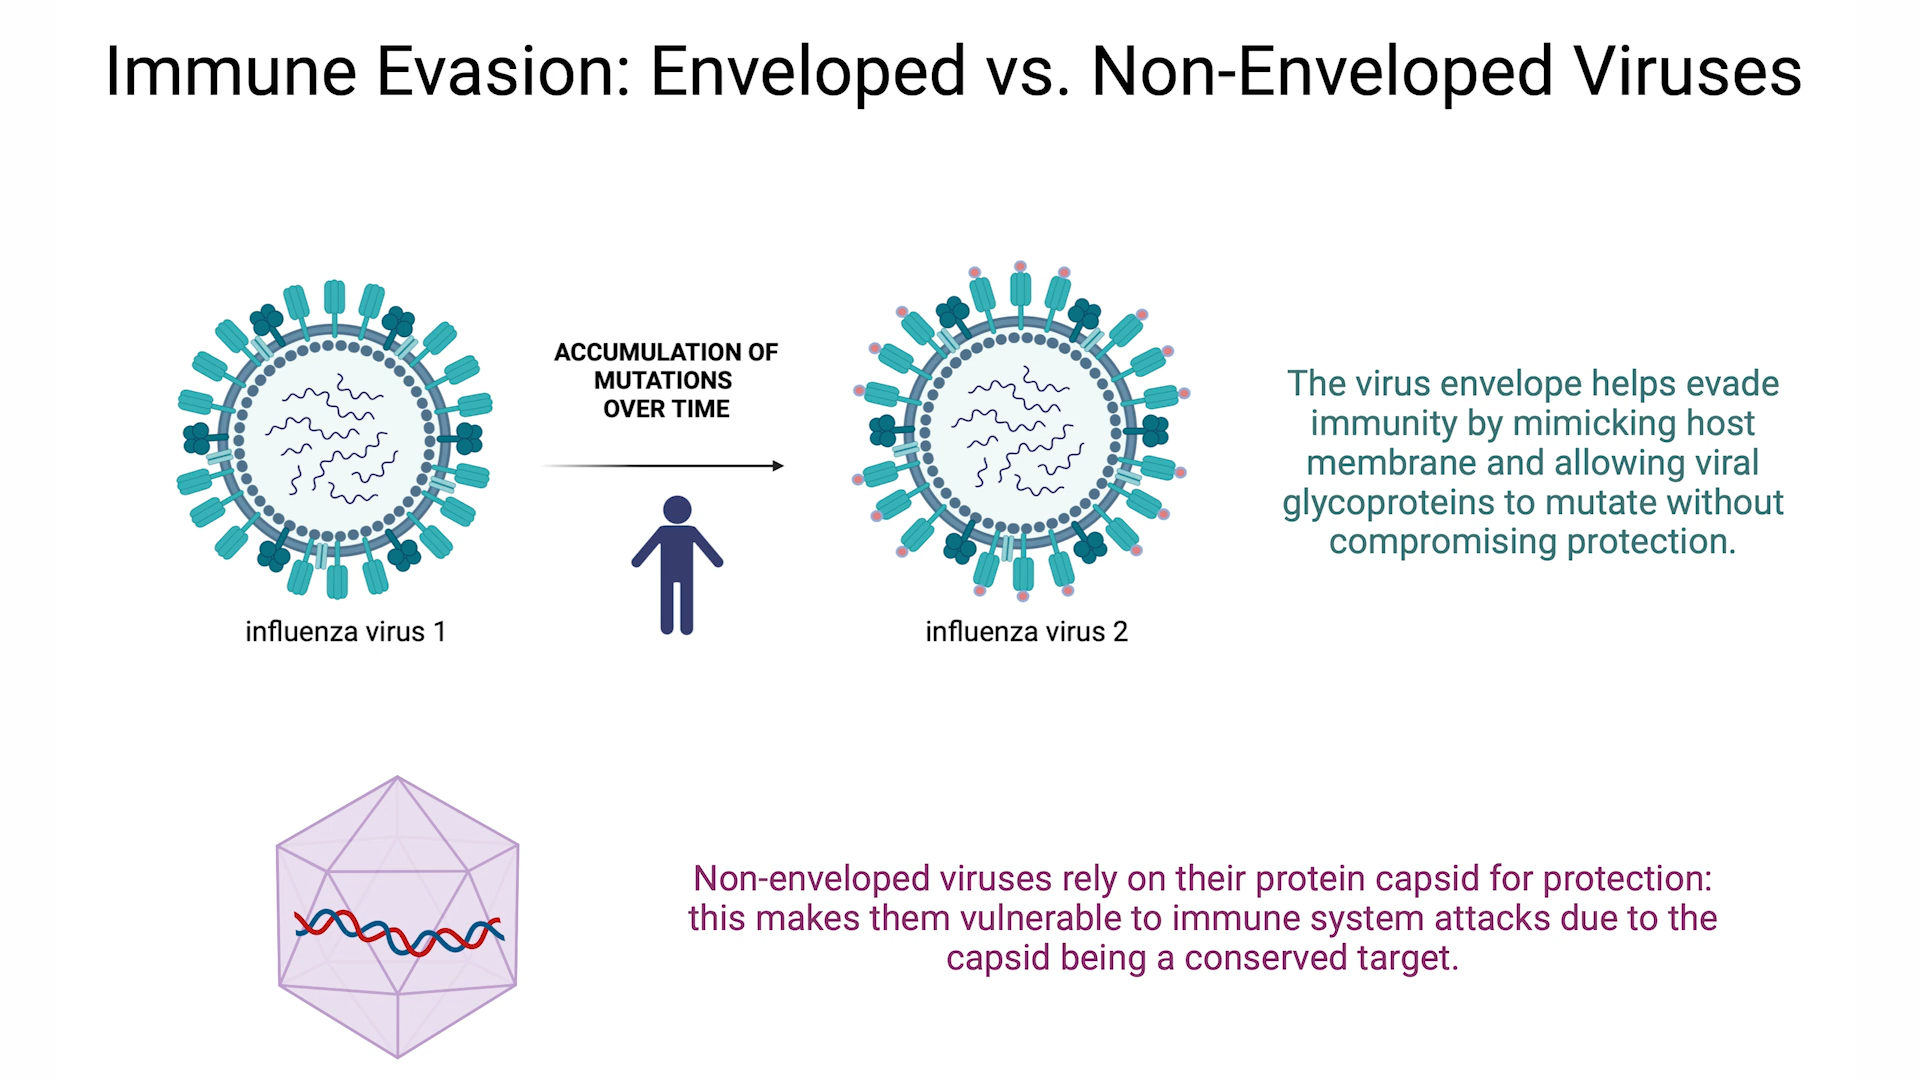 Immune Evasion: Enveloped vs. Non-Enveloped Viruses
ACCUMULATION OF
MUTATIONS
OVER TIME
The virus envelope helps evade
immunity by mimicking host
membrane and allowing viral
glycoproteins to mutate without
compromising protection.
influenza virus 1
influenza virus 2
Non-enveloped viruses rely on their protein capsid for protection:
this makes them vulnerable to immune system attacks due to the
capsid being a conserved target.